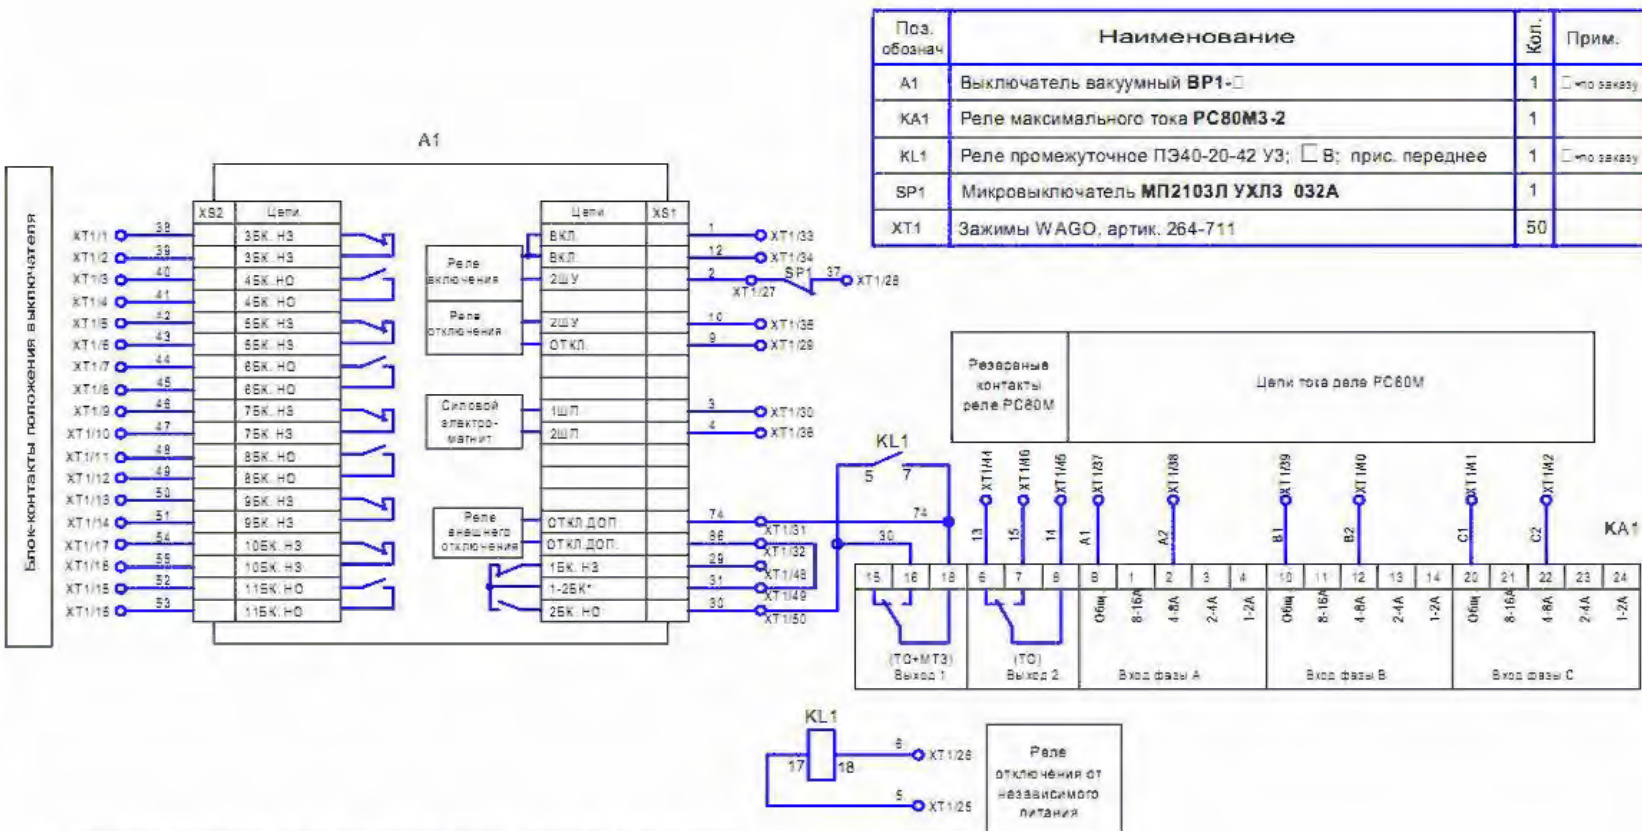 Поз. обознач
Наименование
Кол.
Прим.
А1
Выключатель вакуумный ВР1-□
1
□-по заказу
КА1
Реле максимального тока РС80М3-2
1
KL1
Реле промежуточное ПЭ40-20-42 У3; □ В; прис. переднее
1
□-по заказу
SP1
Микровыключатель МП2103Л УХЛ3 032А
1
XT1
Зажимы WAGO, артик. 264-711
50
A1
Блок-контакты положения выключателя
XS2 Цепи
XT1/1 38 3БК. НЗ
XT1/2 39 3БК. НЗ
XT1/3 40 4БК. НО
XT1/4 41 4БК. НО
XT1/5 42 5БК. НЗ
XT1/6 43 5БК. НЗ
XT1/7 44 6БК. НО
XT1/8 45 6БК. НО
XT1/9 46 7БК. НЗ
XT1/10 47 7БК. НЗ
XT1/11 48 8БК. НО
XT1/12 49 8БК. НО
XT1/13 50 9БК. НЗ
XT1/14 51 9БК. НЗ
XT1/17 54 10БК. НЗ
XT1/18 55 10БК. НЗ
XT1/15 52 11БК. НО
XT1/16 53 11БК. НО
Реле
включения
Реле
отключения
Силовой
электро-
магнит
Реле
внешнего
отключения
Цепи XS1
ВКЛ. 1 XT1/33
ВКЛ. 12 XT1/34
2ШУ 2 XT1/27 SP1 37 XT1/28
2ШУ 10 XT1/35
ОТКЛ. 9 XT1/29
1ШП 3 XT1/30
2ШП 4 XT1/36
ОТКЛ.ДОП. 74 XT1/31
ОТКЛ.ДОП. 86 XT1/32
1БК. НЗ 29 XT1/48
1-2БК* 31 XT1/49
2БК. НО 30 XT1/50
KL1
5 7
74
30
Резервные
контакты
реле РС80М
Цепи тока реле РС80М
XT1/44 XT1/46 XT1/45 XT1/37 XT1/38 XT1/39 XT1/40 XT1/41 XT1/42
13 15 14 A1 A2 B1 B2 C1 C2
KA1
15 16 18 6 7 8 8 1 2 3 4 10 11 12 13 14 20 21 22 23 24
Общ. 8-16А 4-8А 2-4А 1-2А Общ. 8-16А 4-8А 2-4А 1-2А Общ. 8-16А 4-8А 2-4А 1-2А
(ТО+МТЗ)
Выход 1
(ТО)
Выход 2
Вход фазы А
Вход фазы В
Вход фазы С
KL1
17 18
6 XT1/26
5 XT1/25
Реле
отключения от
независимого
питания